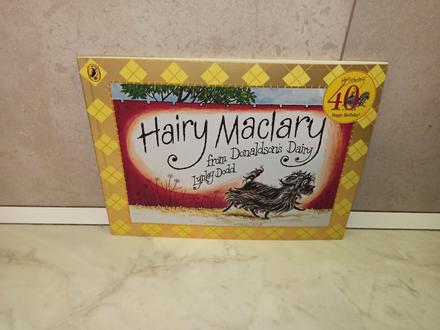 Hairy Maclary
from Donaldson's Dairy
Lynley Dodd
40
Happy Birthday!